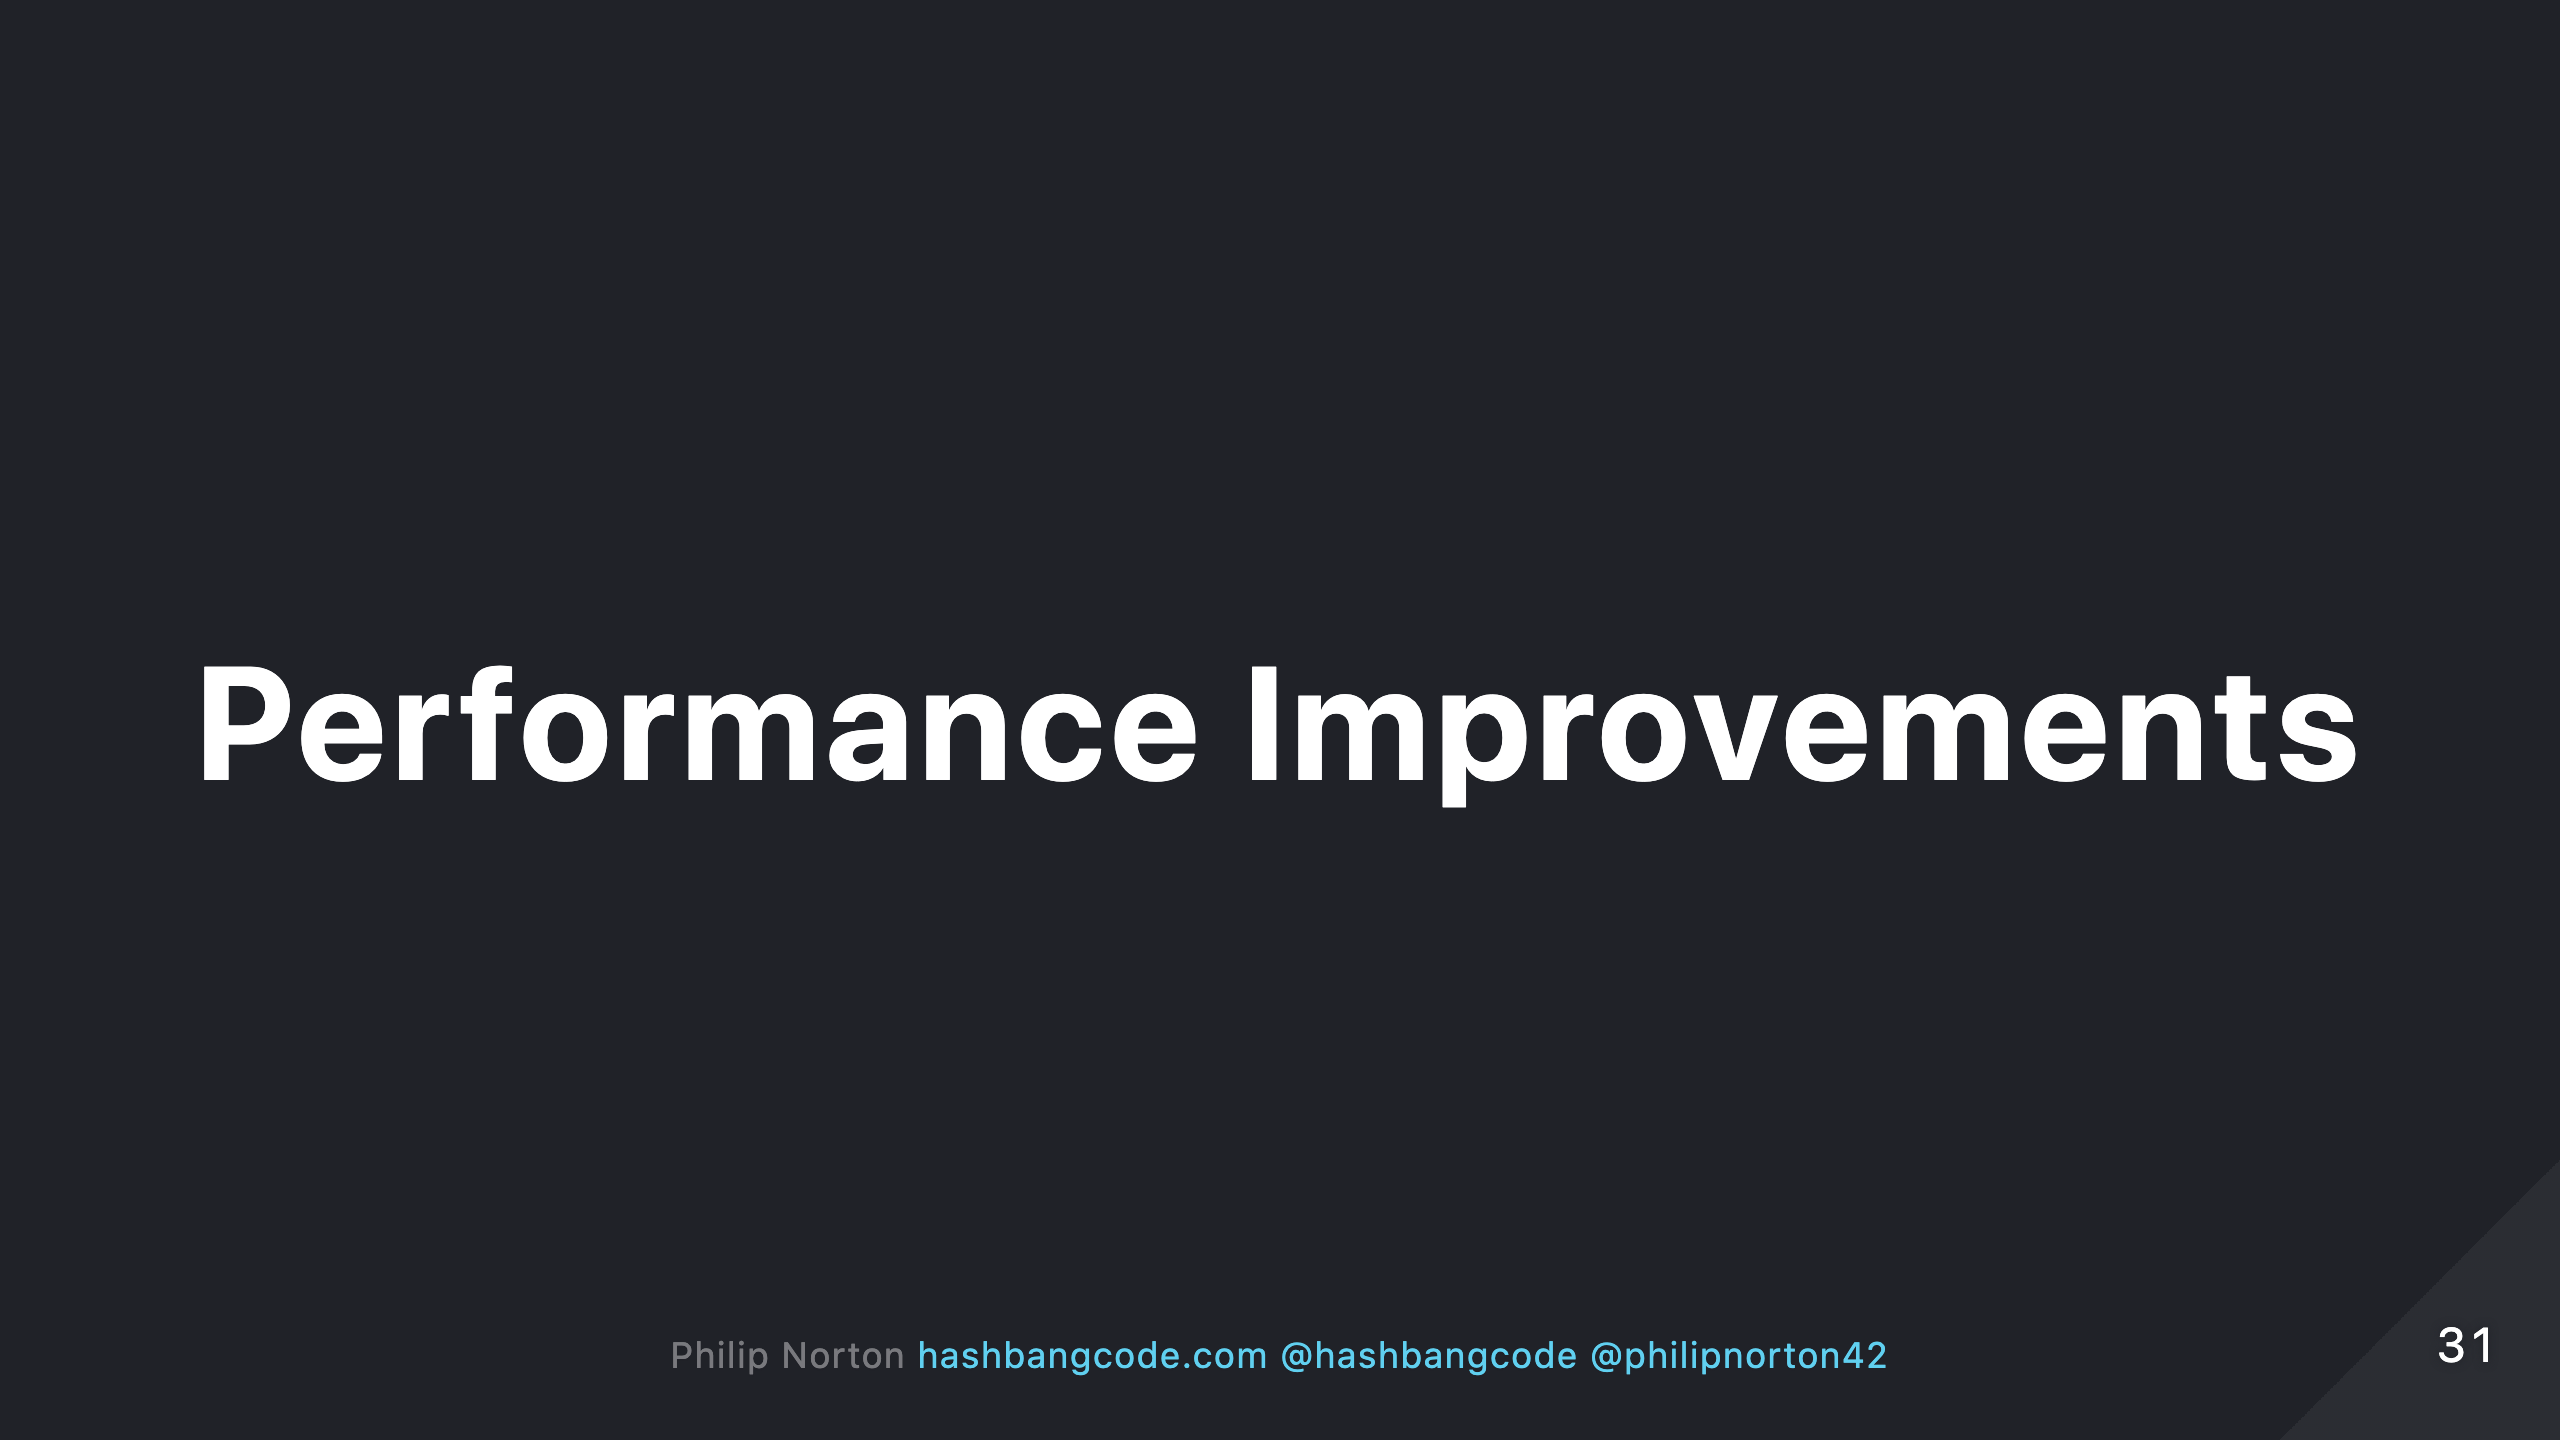 Performance Improvements
Philip Norton hashbangcode.com @hashbangcode @philipnorton42
31